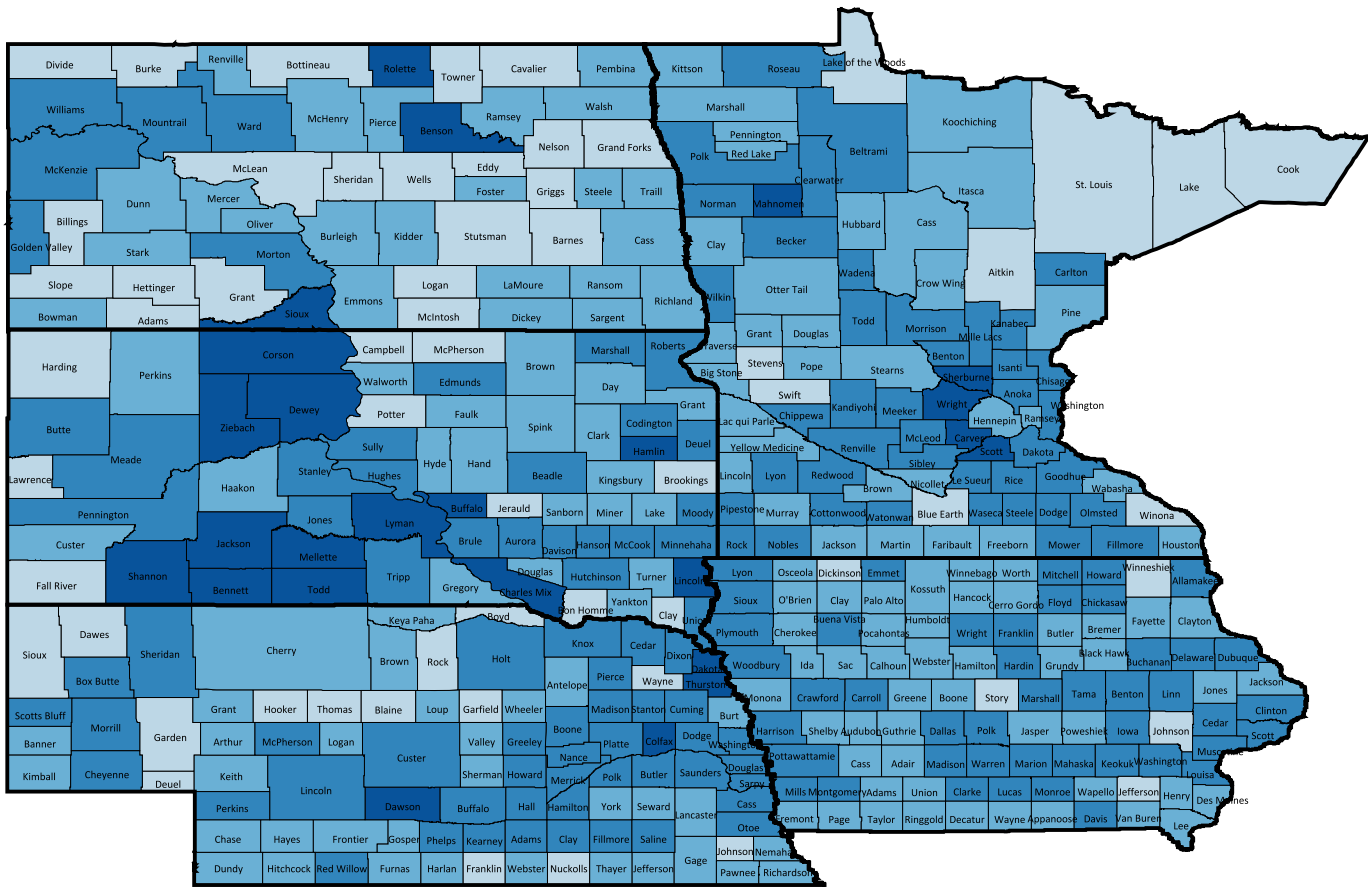 Divide
Burke
Renville
Bottineau
Rolette
Towner
Cavalier
Pembina
Kittson
Roseau
Lake of the Woods
Williams
Mountrail
Ward
McHenry
Pierce
Benson
Ramsey
Walsh
Marshall
Koochiching
Pennington
Red Lake
Polk
Beltrami
Clearwater
McKenzie
McLean
Sheridan
Wells
Eddy
Foster
Nelson
Grand Forks
Griggs
Steele
Traill
Norman
Mahnomen
Itasca
St. Louis
Lake
Cook
Dunn
Mercer
Oliver
Billings
Golden Valley
Stark
Morton
Burleigh
Kidder
Stutsman
Barnes
Cass
Clay
Becker
Hubbard
Cass
Slope
Hettinger
Grant
Sioux
Bowman
Adams
Emmons
Logan
McIntosh
LaMoure
Dickey
Ransom
Sargent
Richland
Wilkin
Otter Tail
Wadena
Crow Wing
Aitkin
Carlton
Pine
Todd
Morrison
Mille Lacs
Kanabec
Harding
Perkins
Corson
Campbell
McPherson
Brown
Marshall
Roberts
Traverse
Grant
Douglas
Big Stone
Stevens
Pope
Stearns
Benton
Sherburne
Isanti
Chisago
Anoka
Washington
Walworth
Edmunds
Day
Dewey
Ziebach
Potter
Faulk
Spink
Clark
Codington
Grant
Hamlin
Deuel
Swift
Lac qui Parle
Chippewa
Kandiyohi
Meeker
Wright
Hennepin
Ramsey
Butte
Meade
Lawrence
Sully
Hyde
Hand
Stanley
Hughes
Haakon
Beadle
Kingsbury
Brookings
Yellow Medicine
Renville
McLeod
Carver
Scott
Dakota
Sibley
Lincoln
Lyon
Redwood
Brown
Nicollet
Le Sueur
Rice
Goodhue
Wabasha
Pennington
Custer
Fall River
Shannon
Jackson
Jones
Lyman
Mellette
Bennett
Todd
Tripp
Gregory
Buffalo
Jerauld
Brule
Aurora
Sanborn
Miner
Lake
Moody
Davison
Hanson
McCook
Minnehaha
Pipestone
Murray
Cottonwood
Watonwan
Blue Earth
Waseca
Steele
Dodge
Olmsted
Winona
Rock
Nobles
Jackson
Martin
Faribault
Freeborn
Mower
Fillmore
Houston
Douglas
Charles Mix
Hutchinson
Turner
Lincoln
Bon Homme
Yankton
Clay
Union
Lyon
Osceola
Dickinson
Emmet
Winnebago
Worth
Mitchell
Howard
Winneshiek
Allamakee
Sioux
O'Brien
Clay
Palo Alto
Kossuth
Hancock
Cerro Gordo
Floyd
Chickasaw
Plymouth
Cherokee
Buena Vista
Pocahontas
Humboldt
Wright
Franklin
Butler
Bremer
Fayette
Clayton
Woodbury
Ida
Sac
Calhoun
Webster
Hamilton
Hardin
Grundy
Black Hawk
Buchanan
Delaware
Dubuque
Sioux
Dawes
Box Butte
Sheridan
Cherry
Keya Paha
Boyd
Brown
Rock
Holt
Knox
Cedar
Dixon
Dakota
Pierce
Wayne
Thurston
Antelope
Scotts Bluff
Banner
Kimball
Morrill
Cheyenne
Garden
Deuel
Grant
Hooker
Thomas
Blaine
Loup
Garfield
Wheeler
Madison
Stanton
Cuming
Burt
Arthur
McPherson
Logan
Custer
Valley
Greeley
Boone
Nance
Platte
Colfax
Dodge
Washington
Monona
Crawford
Carroll
Greene
Boone
Story
Marshall
Tama
Benton
Linn
Jones
Jackson
Clinton
Harrison
Shelby
Audubon
Guthrie
Dallas
Polk
Jasper
Poweshiek
Iowa
Johnson
Cedar
Scott
Muscatine
Keith
Perkins
Lincoln
Sherman
Howard
Merrick
Polk
Butler
Saunders
Douglas
Sarpy
Pottawattamie
Cass
Adair
Madison
Warren
Marion
Mahaska
Keokuk
Washington
Louisa
Dawson
Buffalo
Hall
Hamilton
York
Seward
Lancaster
Cass
Otoe
Mills
Montgomery
Adams
Union
Clarke
Lucas
Monroe
Wapello
Jefferson
Henry
Des Moines
Chase
Hayes
Frontier
Gosper
Phelps
Kearney
Adams
Clay
Fillmore
Saline
Fremont
Page
Taylor
Ringgold
Decatur
Wayne
Appanoose
Davis
Van Buren
Lee
Dundy
Hitchcock
Red Willow
Furnas
Harlan
Franklin
Webster
Nuckolls
Thayer
Jefferson
Gage
Johnson
Nemaha
Pawnee
Richardson